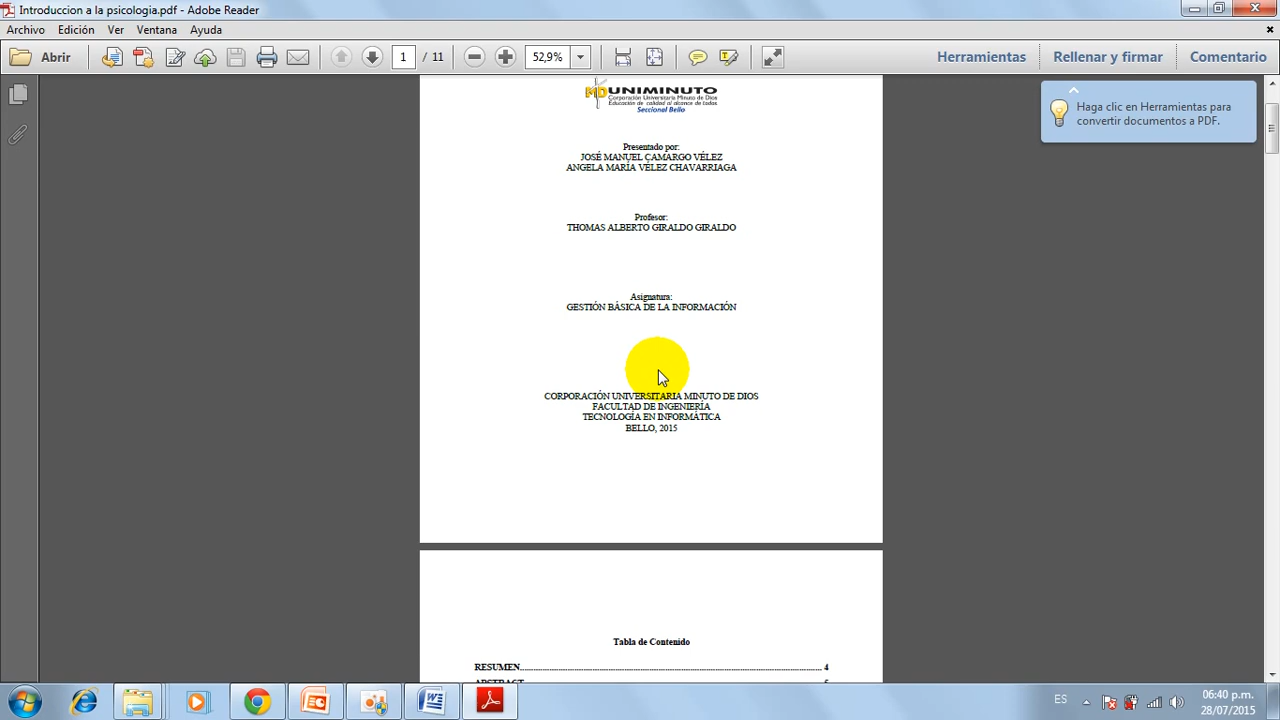 Introduccion a la psicologia.pdf - Adobe Reader
Archivo Edición Ver Ventana Ayuda
Abrir
1 / 11
52,9%
Herramientas Rellenar y firmar Comentario
Haga clic en Herramientas para
convertir documentos a PDF.
UNIMINUTO
Corporación Universitaria Minuto de Dios
Educación de calidad al alcance de todos
Seccional Bello
Presentado por:
JOSÉ MANUEL CAMARGO VÉLEZ
ANGELA MARÍA VÉLEZ CHAVARRIAGA
Profesor:
THOMAS ALBERTO GIRALDO GIRALDO
Asignatura:
GESTIÓN BÁSICA DE LA INFORMACIÓN
CORPORACIÓN UNIVERSITARIA MINUTO DE DIOS
FACULTAD DE INGENIERÍA
TECNOLOGÍA EN INFORMÁTICA
BELLO, 2015
Tabla de Contenido
RESUMEN.......................................................... 4
ABSTRACT.......................................................... 5
ES
06:40 p.m.
28/07/2015